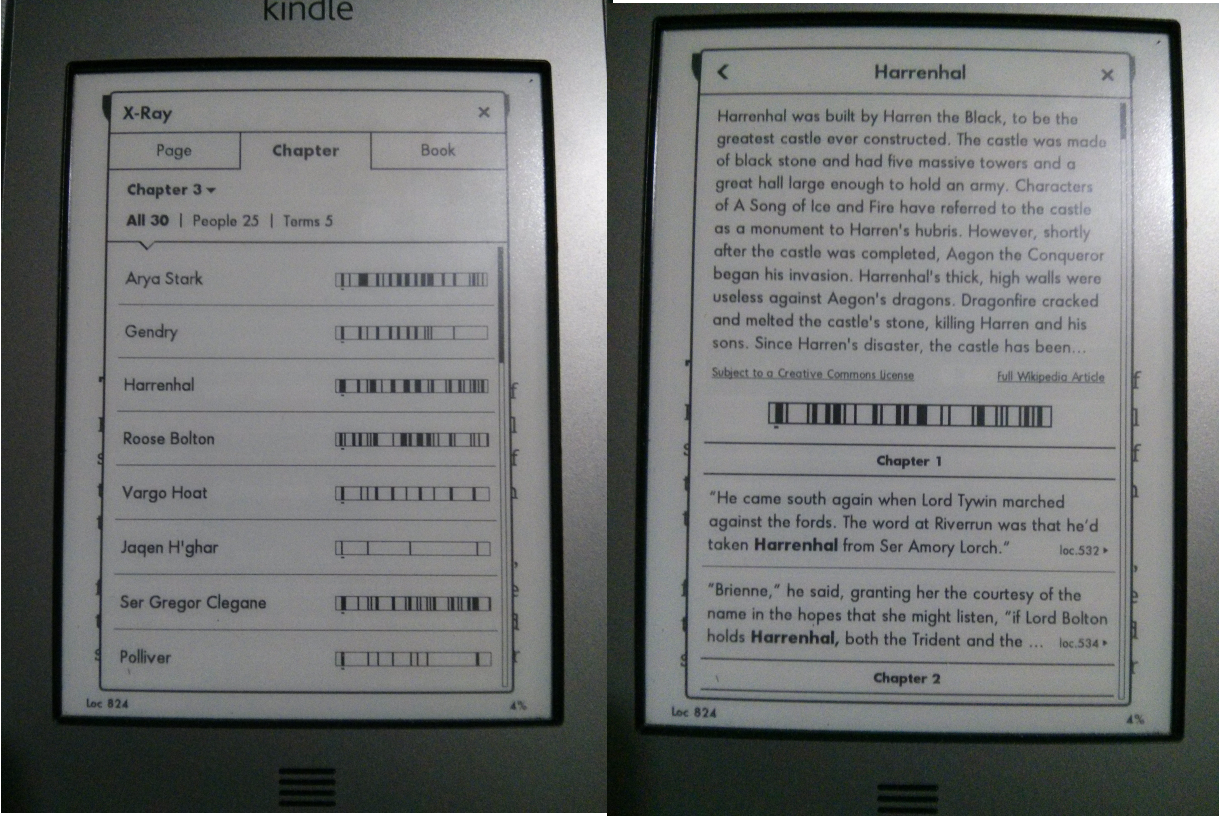 kindle
X-Ray
×
Page
Chapter
Book
Chapter 3
All 30 | People 25 | Terms 5
Arya Stark
Gendry
Harrenhal
Roose Bolton
Vargo Hoat
Jaqen H'ghar
Ser Gregor Clegane
Polliver
Loc 824
4%
Harrenhal
×
Harrenhal was built by Harren the Black, to be the
greatest castle ever constructed. The castle was made
of black stone and had five massive towers and a
great hall large enough to hold an army. Characters
of A Song of Ice and Fire have referred to the castle
as a monument to Harren's hubris. However, shortly
after the castle was completed, Aegon the Conqueror
began his invasion. Harrenhal's thick, high walls were
useless against Aegon's dragons. Dragonfire cracked
and melted the castle's stone, killing Harren and his
sons. Since Harren's disaster, the castle has been...
Subject to a Creative Commons License
Full Wikipedia Article
Chapter 1
"He came south again when Lord Tywin marched
against the fords. The word at Riverrun was that he'd
taken Harrenhal from Ser Amory Lorch."
loc.532
"Brienne," he said, granting her the courtesy of the
name in the hopes that she might listen, "if Lord Bolton
holds Harrenhal, both the Trident and the ...
loc.534
Chapter 2
Loc 824
4%